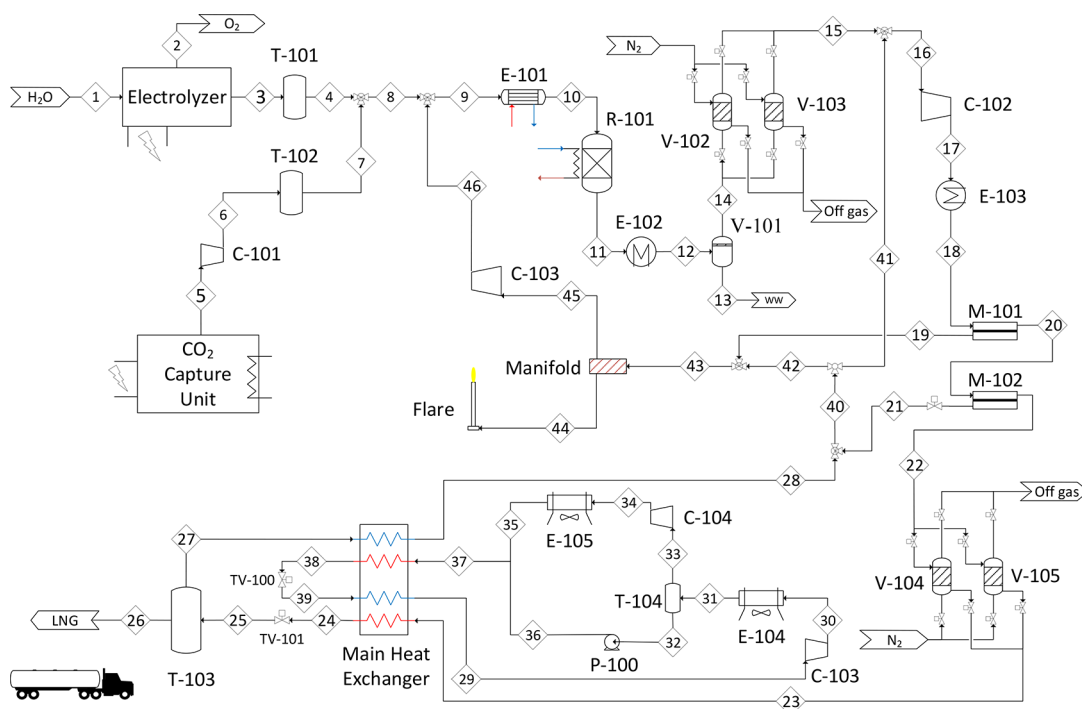 O₂
2
T-101
H₂O
1
Electrolyzer
3
4
8
9
E-101
10
R-101
N₂
V-102
V-103
15
16
C-102
17
E-103
18
T-102
7
6
C-101
5
CO₂
Capture
Unit
46
C-103
45
11
E-102
12
V-101
14
13
ww
Off gas
41
M-101
19
20
M-102
21
22
Manifold
43
42
40
Flare
44
28
Off gas
V-104
V-105
N₂
23
27
LNG
26
25
T-103
TV-100
38
39
TV-101
24
Main Heat
Exchanger
37
35
E-105
34
C-104
33
T-104
31
E-104
30
C-103
36
P-100
32
29